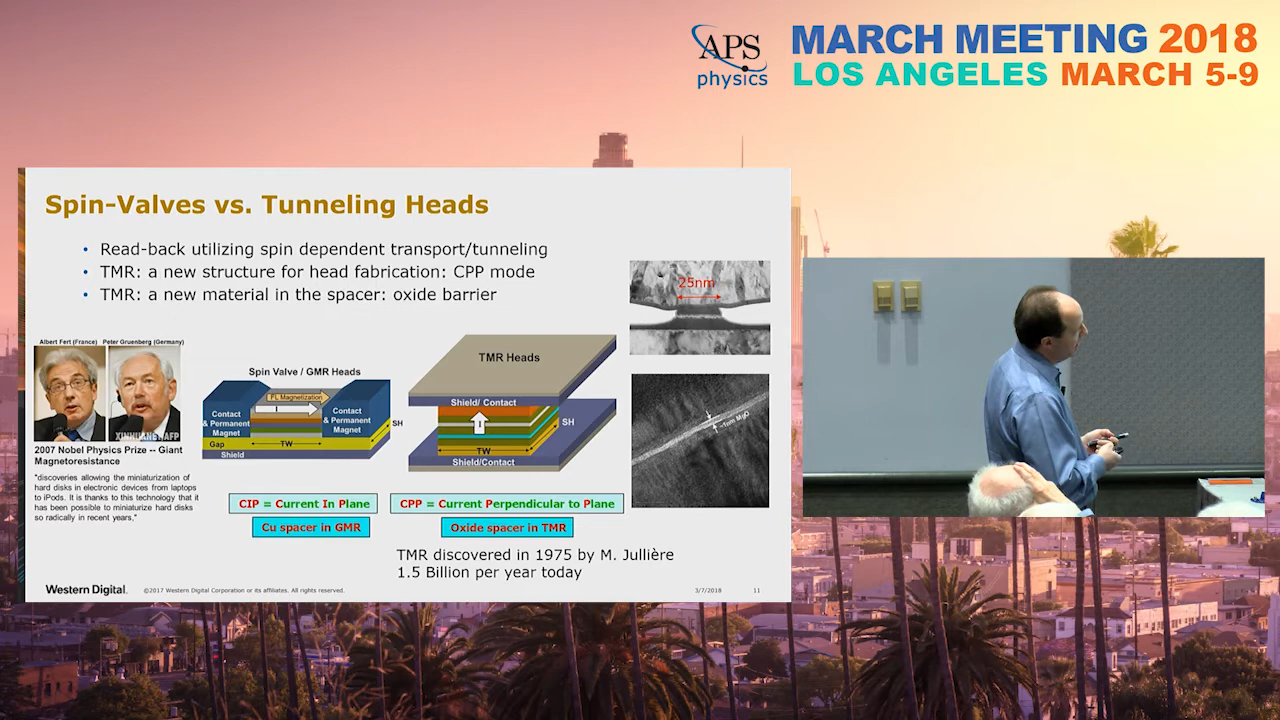 APS
physics
MARCH MEETING 2018
LOS ANGELES MARCH 5-9
Spin-Valves vs. Tunneling Heads
• Read-back utilizing spin dependent transport/tunneling
• TMR: a new structure for head fabrication: CPP mode
• TMR: a new material in the spacer: oxide barrier
25nm
Albert Fert (France) Peter Gruenberg (Germany)
XINHUANET/AFP
2007 Nobel Physics Prize -- Giant
Magnetoresistance
"discoveries allowing the miniaturization of
hard disks in electronic devices from laptops
to iPods. It is thanks to this technology that it
has been possible to miniaturize hard disks
so radically in recent years,"
Spin Valve / GMR Heads
FL Magnetization
I
Contact
& Permanent
Magnet
Contact
& Permanent
Magnet
SH
Gap
TW
Shield
TMR Heads
Shield/ Contact
I
SH
TW
Shield/Contact
~1nm MgO
CIP = Current In Plane
Cu spacer in GMR
CPP = Current Perpendicular to Plane
Oxide spacer in TMR
TMR discovered in 1975 by M. Jullière
1.5 Billion per year today
Western Digital.
©2017 Western Digital Corporation or its affiliates. All rights reserved.
3/7/2018
11